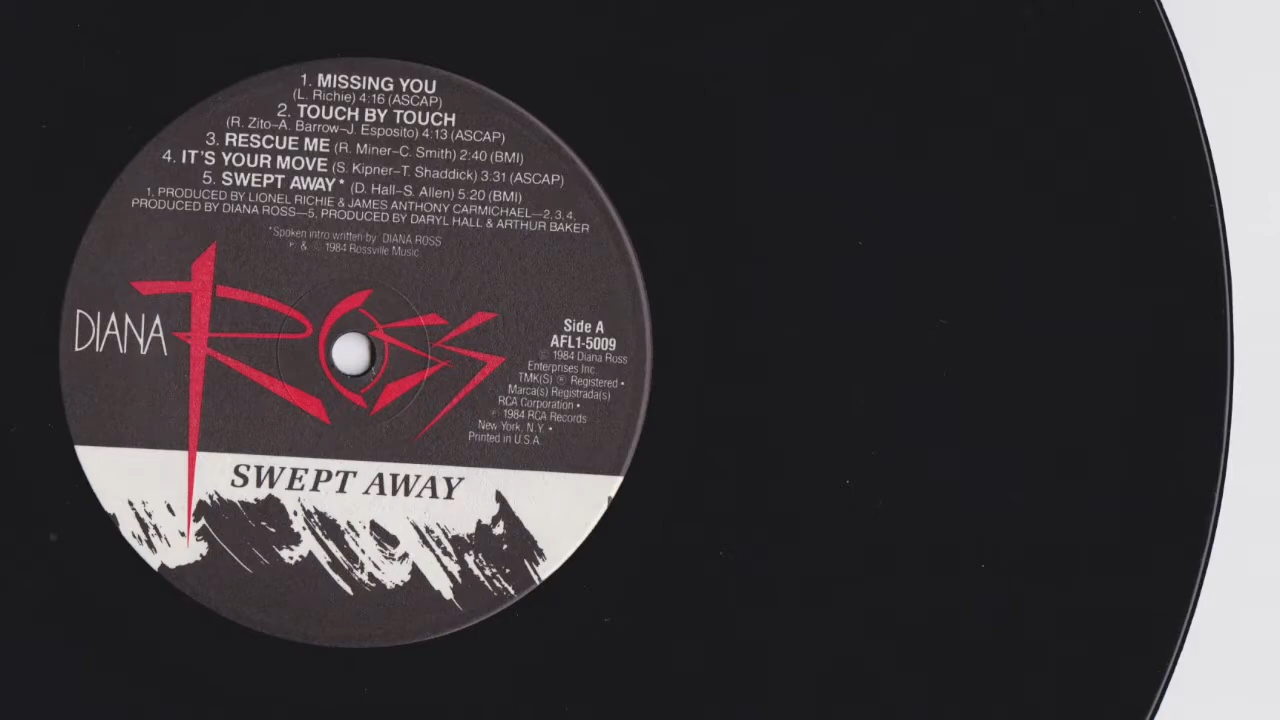 1. MISSING YOU
(L. Richie) 4:16 (ASCAP)
2. TOUCH BY TOUCH
(R. Zito–A. Barrow–J. Esposito) 4:13 (ASCAP)
3. RESCUE ME (R. Miner–C. Smith) 2:40 (BMI)
4. IT'S YOUR MOVE (S. Kipner–T. Shaddick) 3:31 (ASCAP)
5. SWEPT AWAY* (D. Hall–S. Allen) 5:20 (BMI)
1, PRODUCED BY LIONEL RICHIE & JAMES ANTHONY CARMICHAEL—2, 3, 4,
PRODUCED BY DIANA ROSS—5, PRODUCED BY DARYL HALL & ARTHUR BAKER
*Spoken intro written by DIANA ROSS
℗ & © 1984 Rossville Music
DIANA ROSS
Side A
AFL1-5009
© 1984 Diana Ross
Enterprises Inc.
TMK(S) ® Registered •
Marca(s) Registrada(s)
RCA Corporation •
℗ 1984 RCA Records
New York, N.Y. •
Printed in U.S.A.
SWEPT AWAY